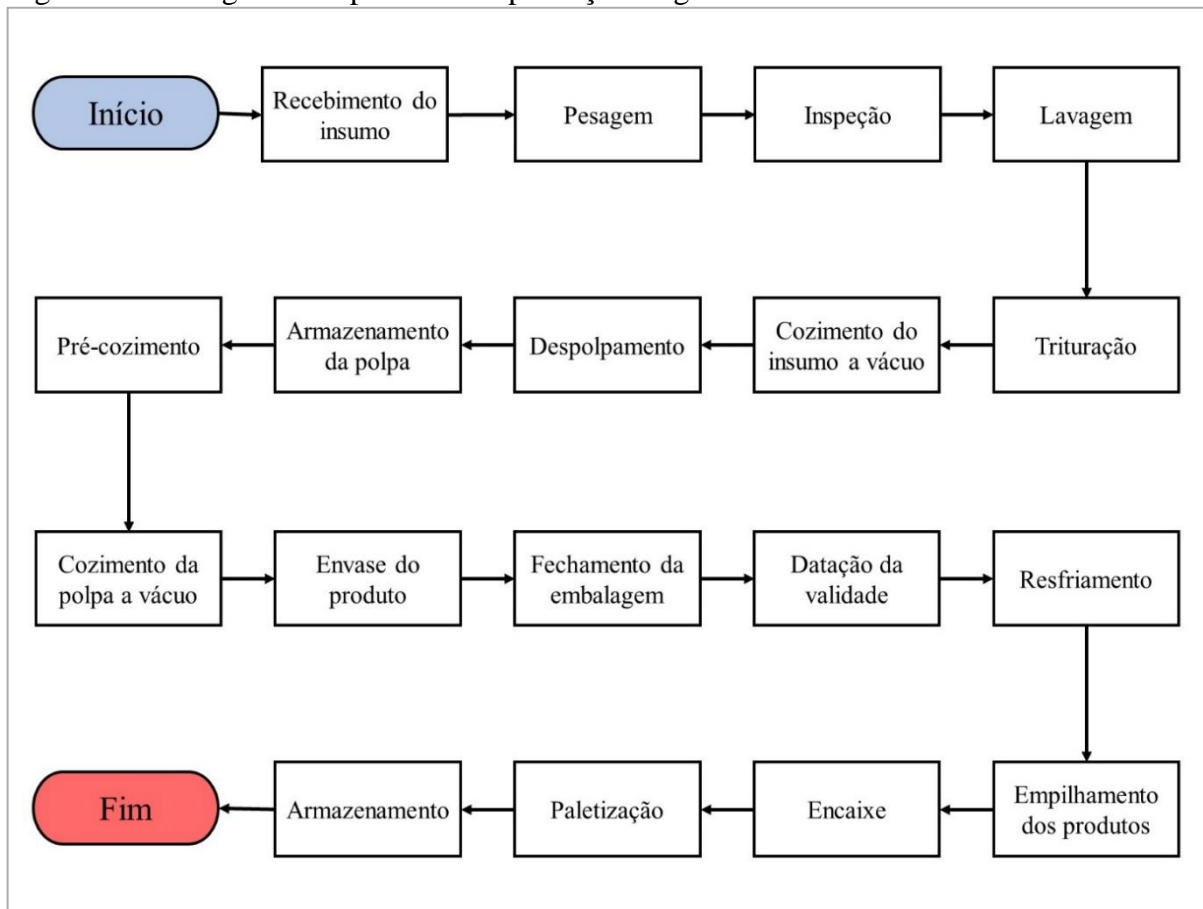 Início
Recebimento do
insumo
Pesagem
Inspeção
Lavagem
Trituração
Cozimento do
insumo a vácuo
Despolpamento
Armazenamento
da polpa
Pré-cozimento
Cozimento da
polpa a vácuo
Envase do
produto
Fechamento da
embalagem
Datação da
validade
Resfriamento
Empilhamento
dos produtos
Encaixe
Paletização
Armazenamento
Fim